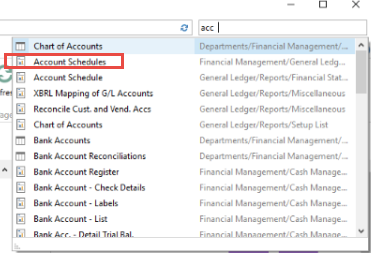 acc
Chart of Accounts Departments/Financial Management/...
Account Schedules Financial Management/General Ledg...
Account Schedule General Ledger/Reports/Financial Stat...
XBRL Mapping of G/L Accounts General Ledger/Reports/Miscellaneous
Reconcile Cust. and Vend. Accs General Ledger/Reports/Miscellaneous
Chart of Accounts General Ledger/Reports/Setup List
Bank Accounts Departments/Financial Management/...
Bank Account Reconciliations Departments/Financial Management/...
Bank Account Register Financial Management/Cash Manage...
Bank Account - Check Details Financial Management/Cash Manage...
Bank Account - Labels Financial Management/Cash Manage...
Bank Account - List Financial Management/Cash Manage...
Bank Acc. - Detail Trial Bal. Financial Management/Cash Manage...